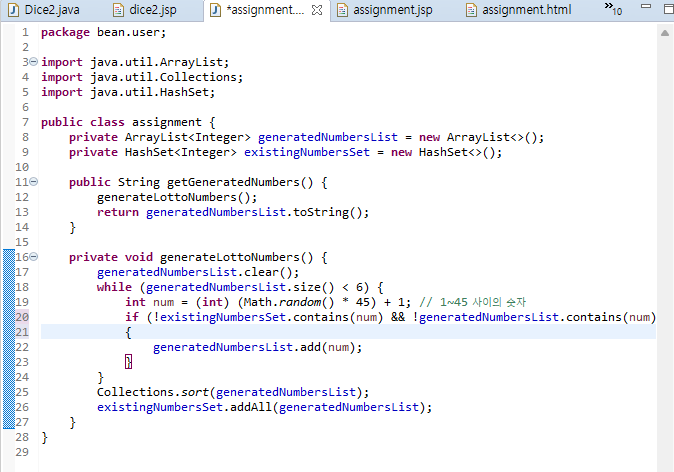 Dice2.java dice2.jsp *assignment.... assignment.jsp assignment.html »10
1 package bean.user;
2
3 import java.util.ArrayList;
4 import java.util.Collections;
5 import java.util.HashSet;
6
7 public class assignment {
8 private ArrayList<Integer> generatedNumbersList = new ArrayList<>();
9 private HashSet<Integer> existingNumbersSet = new HashSet<>();
10
11 public String getGeneratedNumbers() {
12 generateLottoNumbers();
13 return generatedNumbersList.toString();
14 }
15
16 private void generateLottoNumbers() {
17 generatedNumbersList.clear();
18 while (generatedNumbersList.size() < 6) {
19 int num = (int) (Math.random() * 45) + 1; // 1~45 사이의 숫자
20 if (!existingNumbersSet.contains(num) && !generatedNumbersList.contains(num)
21 {
22 generatedNumbersList.add(num);
23 }
24 }
25 Collections.sort(generatedNumbersList);
26 existingNumbersSet.addAll(generatedNumbersList);
27 }
28 }
29